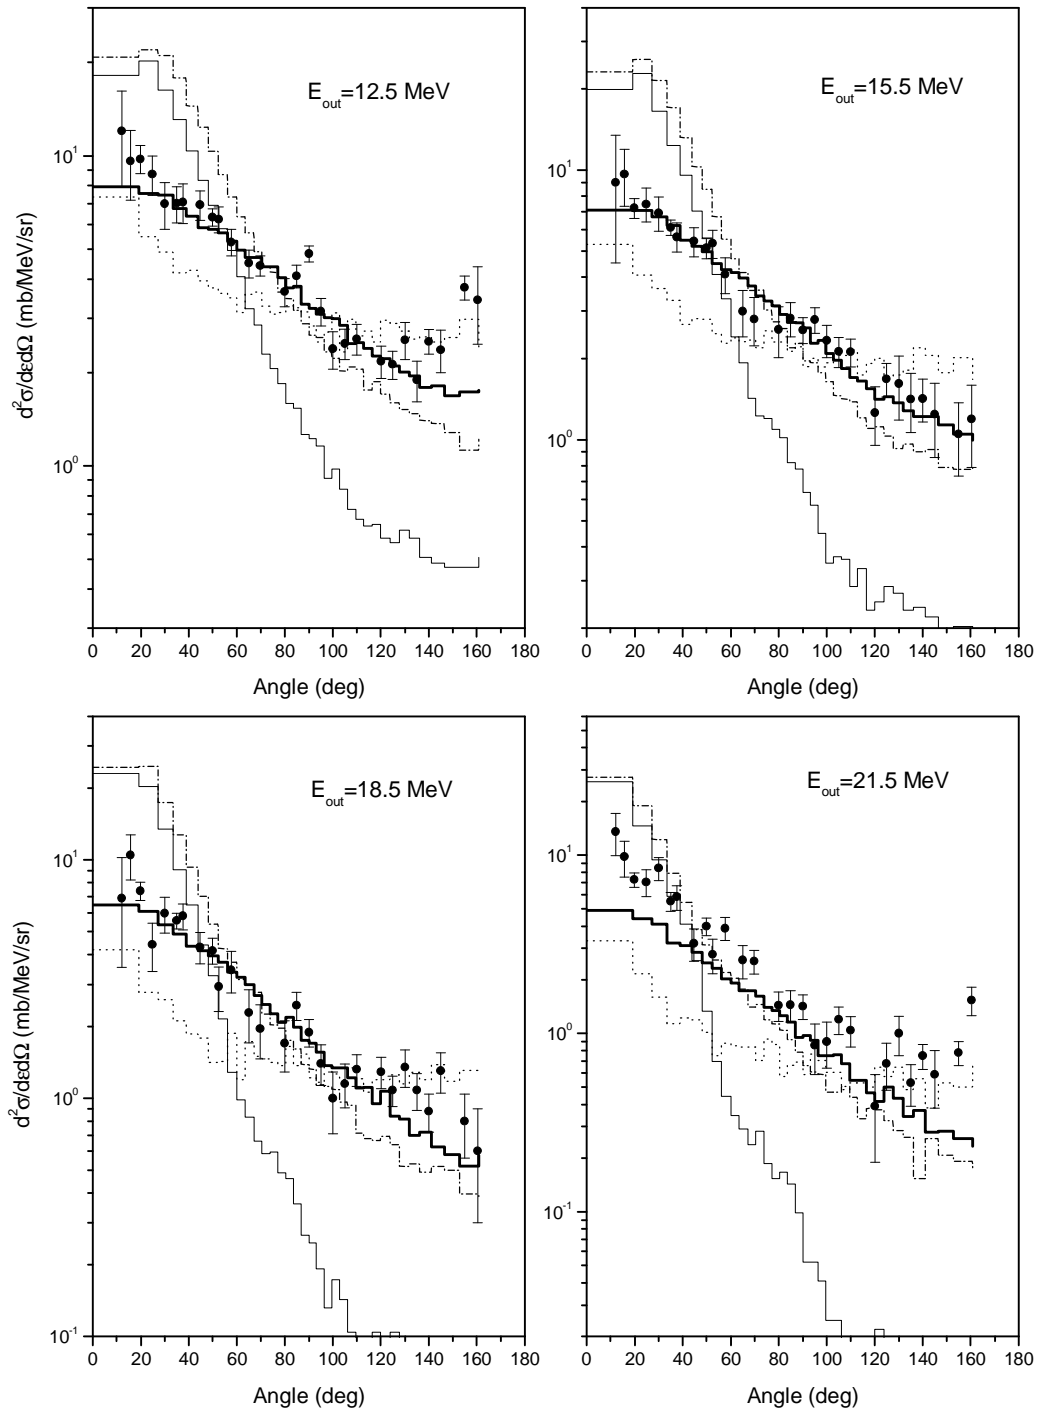 E_out=12.5 MeV
E_out=15.5 MeV
d²σ/dεdΩ (mb/MeV/sr)
10¹
10⁰
10¹
10⁰
0 20 40 60 80 100 120 140 160 180
0 20 40 60 80 100 120 140 160 180
Angle (deg)
Angle (deg)
E_out=18.5 MeV
E_out=21.5 MeV
d²σ/dεdΩ (mb/MeV/sr)
10¹
10⁰
10⁻¹
10¹
10⁰
10⁻¹
0 20 40 60 80 100 120 140 160 180
0 20 40 60 80 100 120 140 160 180
Angle (deg)
Angle (deg)